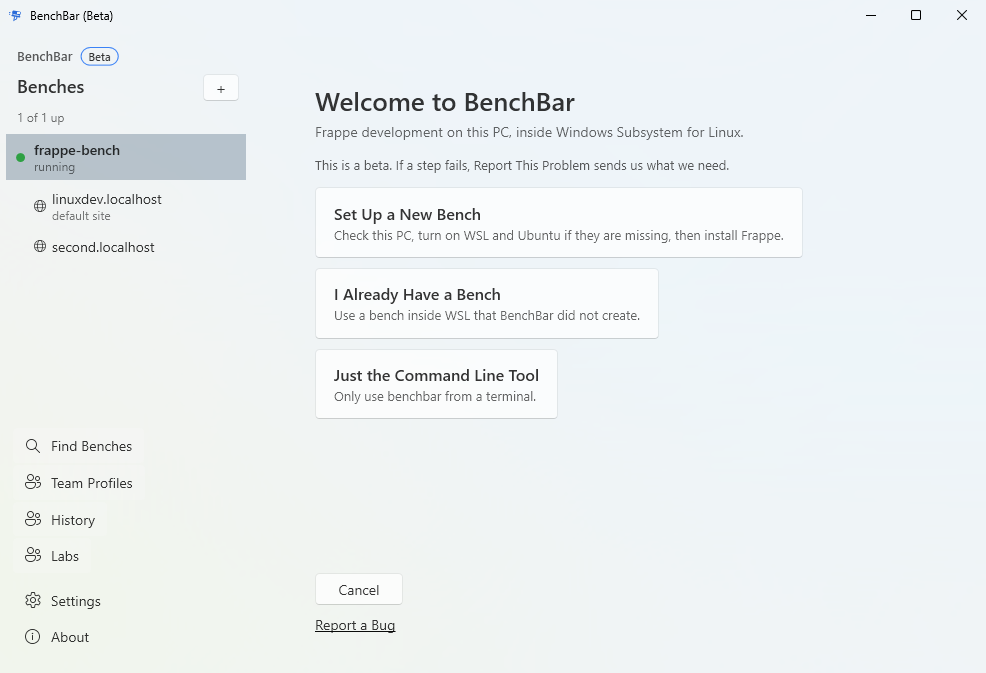 BenchBar (Beta)
BenchBar Beta
Benches
+
1 of 1 up
frappe-bench
running
linuxdev.localhost
default site
second.localhost
Find Benches
Team Profiles
History
Labs
Settings
About
Welcome to BenchBar
Frappe development on this PC, inside Windows Subsystem for Linux.
This is a beta. If a step fails, Report This Problem sends us what we need.
Set Up a New Bench
Check this PC, turn on WSL and Ubuntu if they are missing, then install Frappe.
I Already Have a Bench
Use a bench inside WSL that BenchBar did not create.
Just the Command Line Tool
Only use benchbar from a terminal.
Cancel
Report a Bug